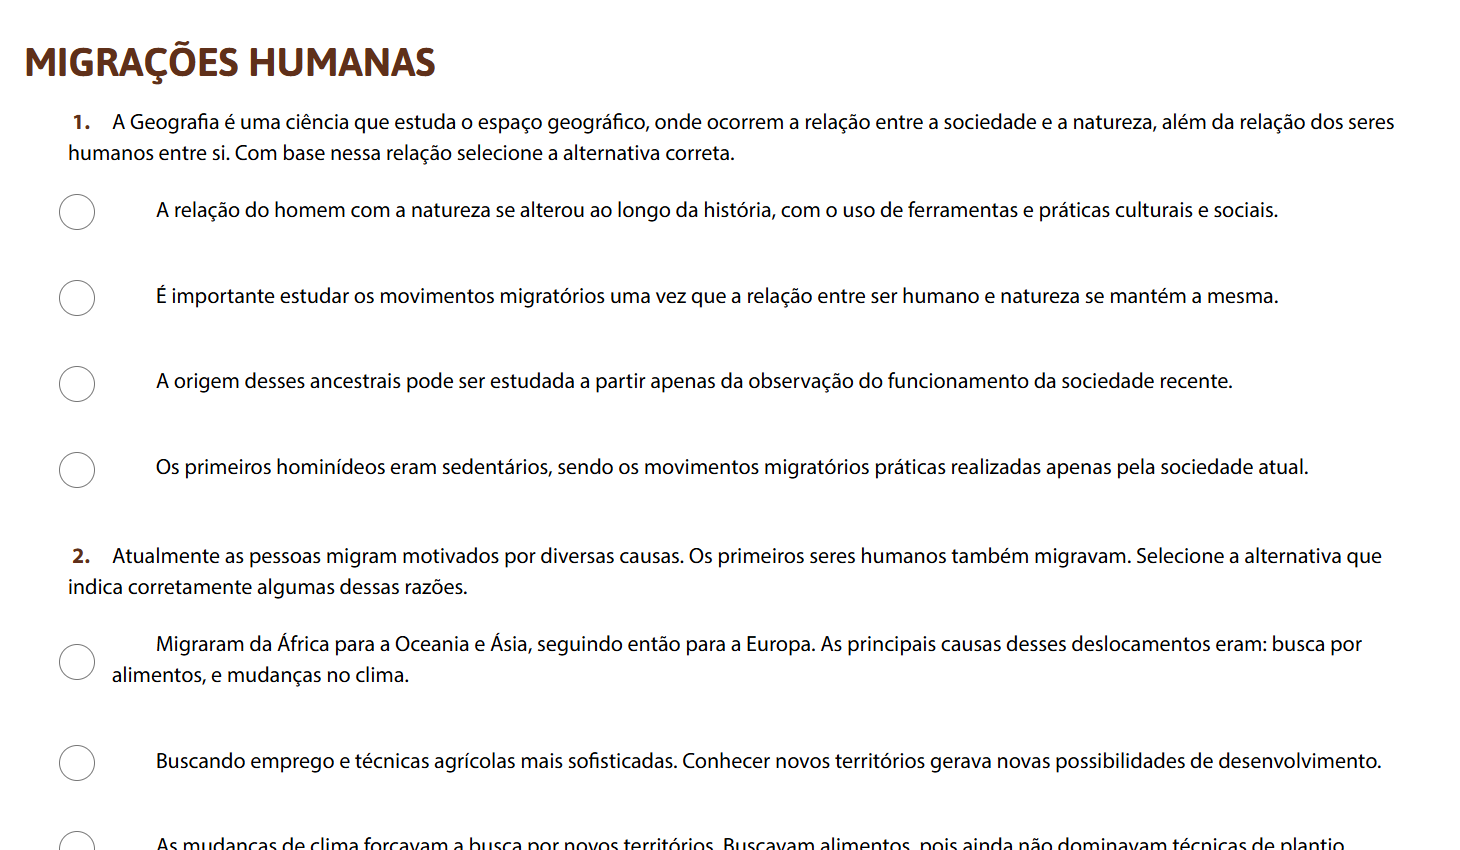 MIGRAÇÕES HUMANAS
1. A Geografia é uma ciência que estuda o espaço geográfico, onde ocorrem a relação entre a sociedade e a natureza, além da relação dos seres
humanos entre si. Com base nessa relação selecione a alternativa correta.
A relação do homem com a natureza se alterou ao longo da história, com o uso de ferramentas e práticas culturais e sociais.
É importante estudar os movimentos migratórios uma vez que a relação entre ser humano e natureza se mantém a mesma.
A origem desses ancestrais pode ser estudada a partir apenas da observação do funcionamento da sociedade recente.
Os primeiros hominídeos eram sedentários, sendo os movimentos migratórios práticas realizadas apenas pela sociedade atual.
2. Atualmente as pessoas migram motivados por diversas causas. Os primeiros seres humanos também migravam. Selecione a alternativa que
indica corretamente algumas dessas razões.
Migraram da África para a Oceania e Ásia, seguindo então para a Europa. As principais causas desses deslocamentos eram: busca por
alimentos, e mudanças no clima.
Buscando emprego e técnicas agrícolas mais sofisticadas. Conhecer novos territórios gerava novas possibilidades de desenvolvimento.
As mudanças de clima forçavam a busca por novos territórios. Buscavam alimentos, pois ainda não dominavam técnicas de plantio.